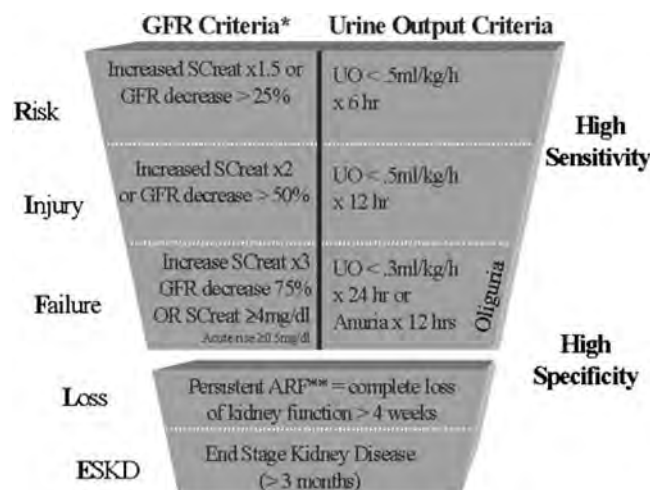 GFR Criteria* Urine Output Criteria
Risk
Increased SCreat x1.5 or
GFR decrease > 25%
UO < .5ml/kg/h
x 6 hr
High
Sensitivity
Injury
Increased SCreat x2
or GFR decrease > 50%
UO < .5ml/kg/h
x 12 hr
Failure
Increase SCreat x3
GFR decrease 75%
OR SCreat ≥4mg/dl
Acute rise ≥0.5mg/dl
UO < .3ml/kg/h
x 24 hr or
Anuria x 12 hrs
Oliguria
High
Specificity
Loss
Persistent ARF** = complete loss
of kidney function > 4 weeks
ESKD
End Stage Kidney Disease
(> 3 months)